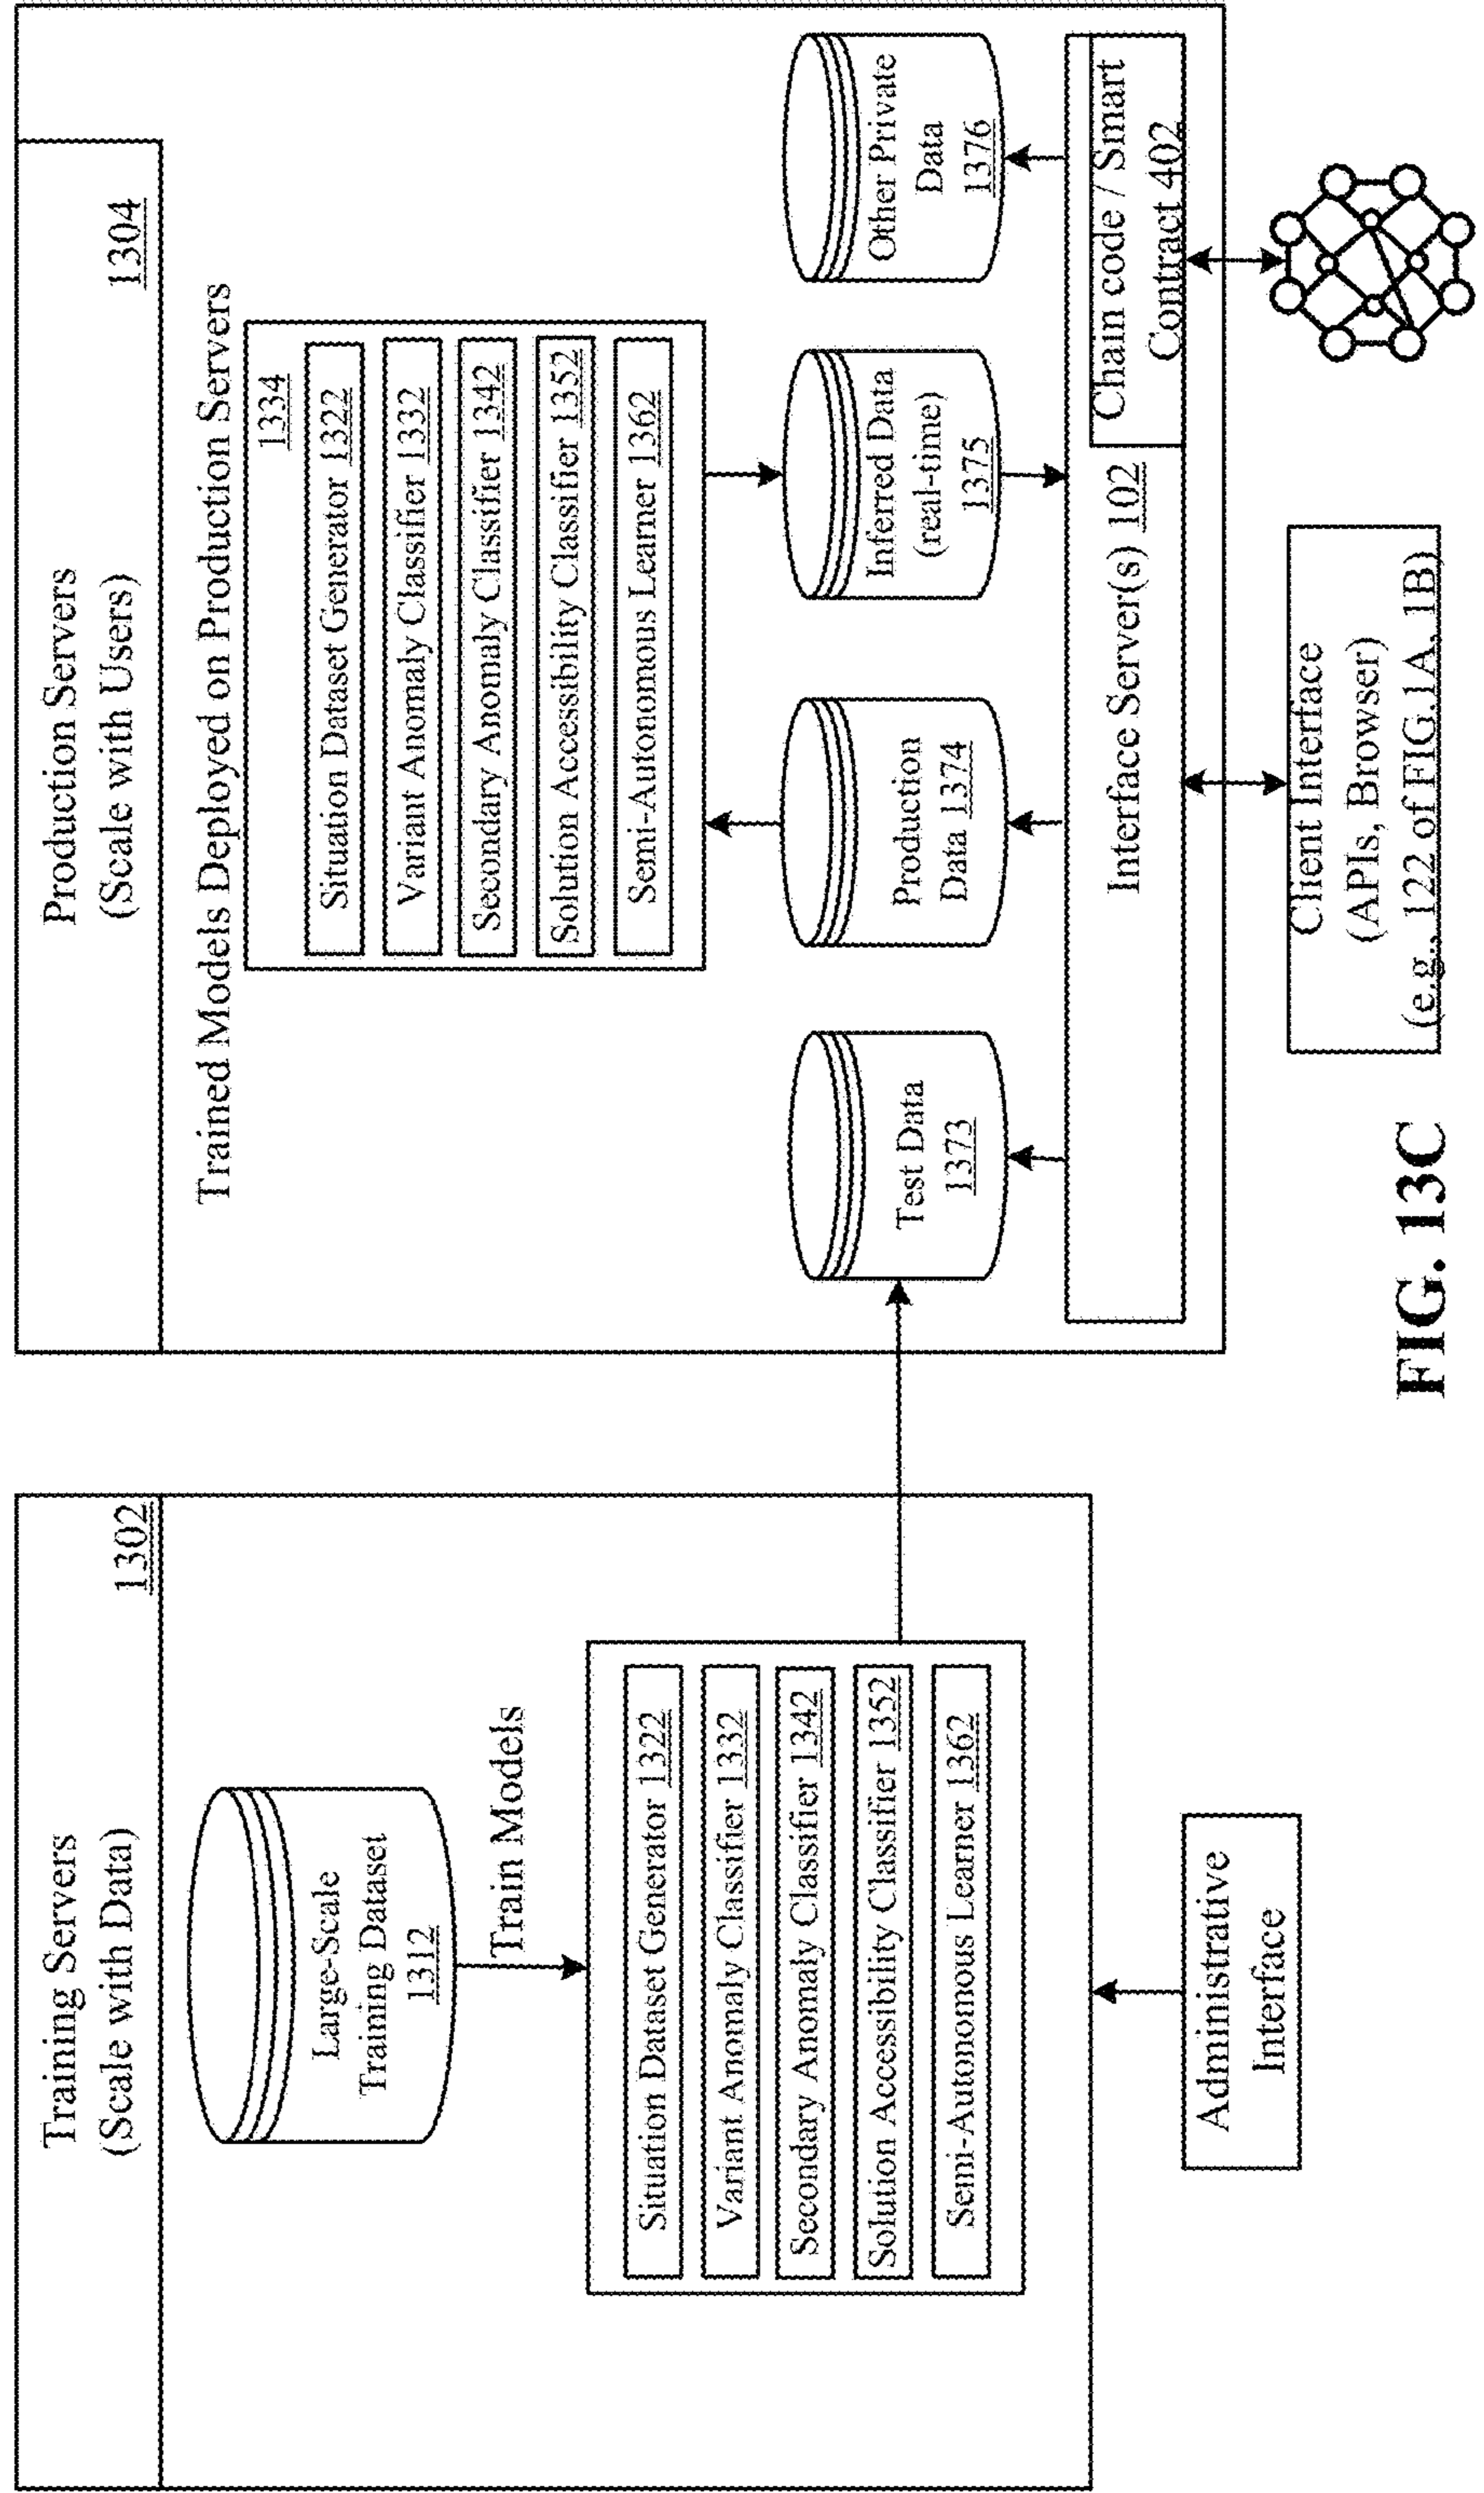 Training Servers
(Scale with Data)
1302
Large-Scale
Training Dataset
1312
Train Models
Situation Dataset Generator 1322
Variant Anomaly Classifier 1332
Secondary Anomaly Classifier 1342
Solution Accessibility Classifier 1352
Semi-Autonomous Learner 1362
Administrative
Interface
Production Servers
(Scale with Users)
1304
Trained Models Deployed on Production Servers
1334
Situation Dataset Generator 1322
Variant Anomaly Classifier 1332
Secondary Anomaly Classifier 1342
Solution Accessibility Classifier 1352
Semi-Autonomous Learner 1362
Test Data
1373
Production
Data 1374
Inferred Data
(real-time)
1375
Other Private
Data
1376
Interface Server(s) 102
Chain code / Smart
Contract 402
Client Interface
(APIs, Browser)
(e.g., 122 of FIG.1A, 1B)
FIG. 13C